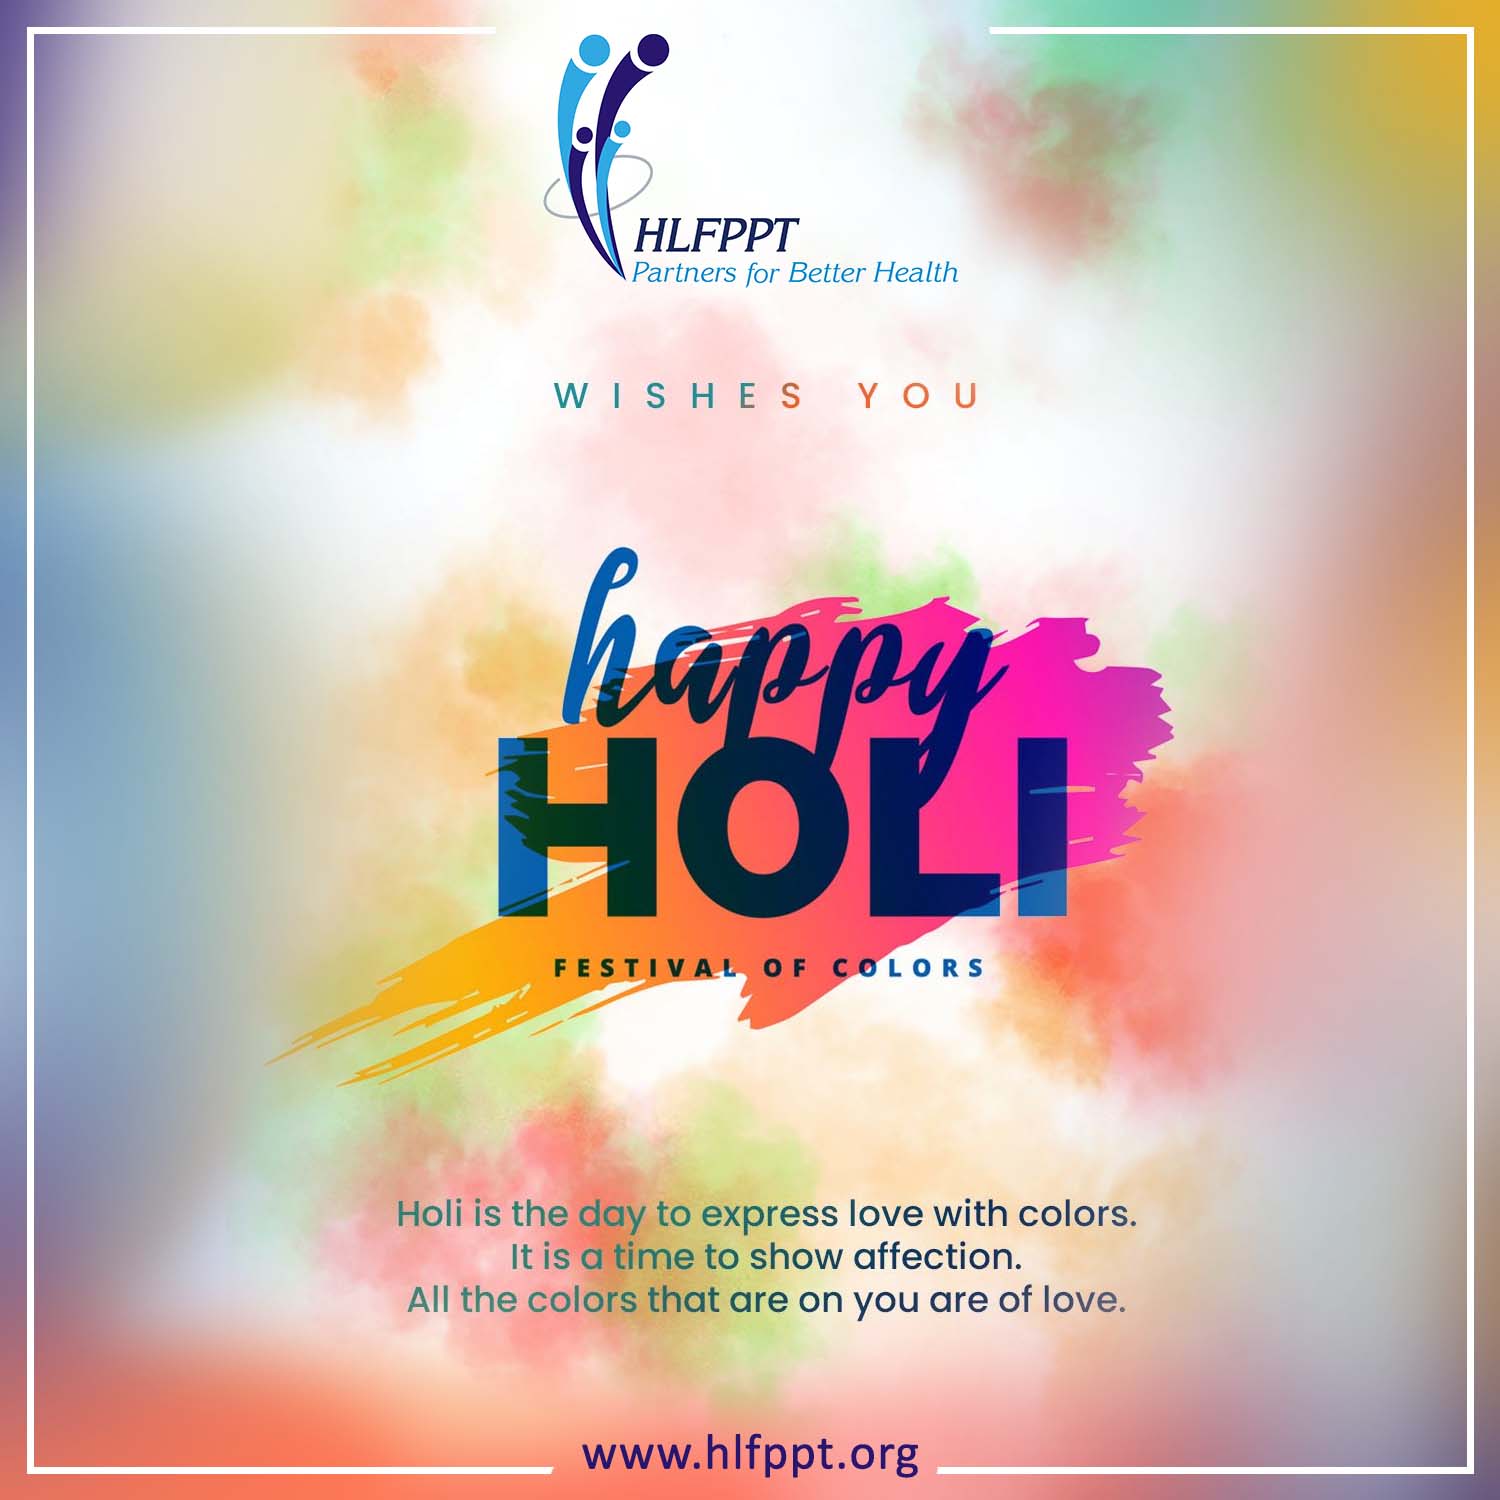 HLFPPT
Partners for Better Health
WISHES YOU
happy
HOLI
FESTIVAL OF COLORS
Holi is the day to express love with colors.
It is a time to show affection.
All the colors that are on you are of love.
www.hlfppt.org